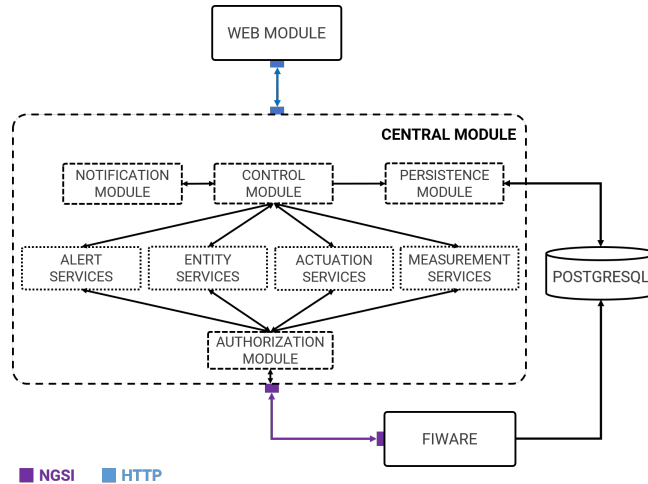 WEB MODULE
CENTRAL MODULE
NOTIFICATION
MODULE
CONTROL
MODULE
PERSISTENCE
MODULE
ALERT
SERVICES
ENTITY
SERVICES
ACTUATION
SERVICES
MEASUREMENT
SERVICES
POSTGRESQL
AUTHORIZATION
MODULE
FIWARE
NGSI
HTTP